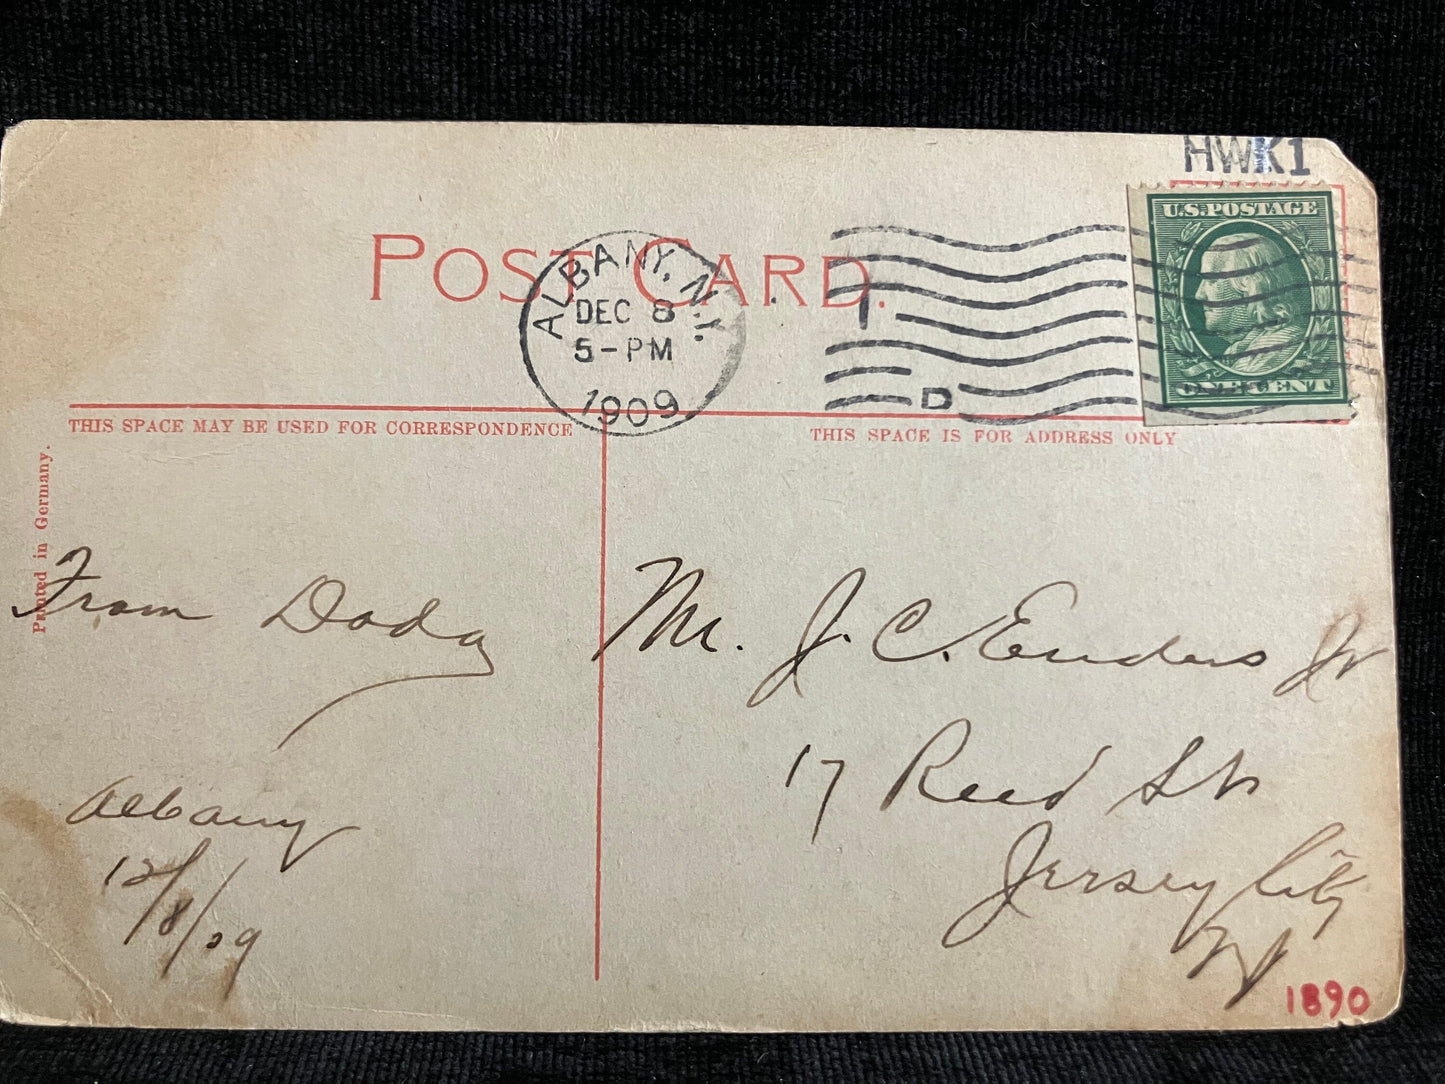 HWK1
U.S. POSTAGE
POST CARD.
ALBANY, N.Y.
DEC 8
5-PM
1909
1
D
ONE CENT
THIS SPACE MAY BE USED FOR CORRESPONDENCE
THIS SPACE IS FOR ADDRESS ONLY
Printed in Germany.
From Dada
Albany
12/8/09
Mr. J. C. Enders Jr
17 Reed St
Jersey City
NJ
1890